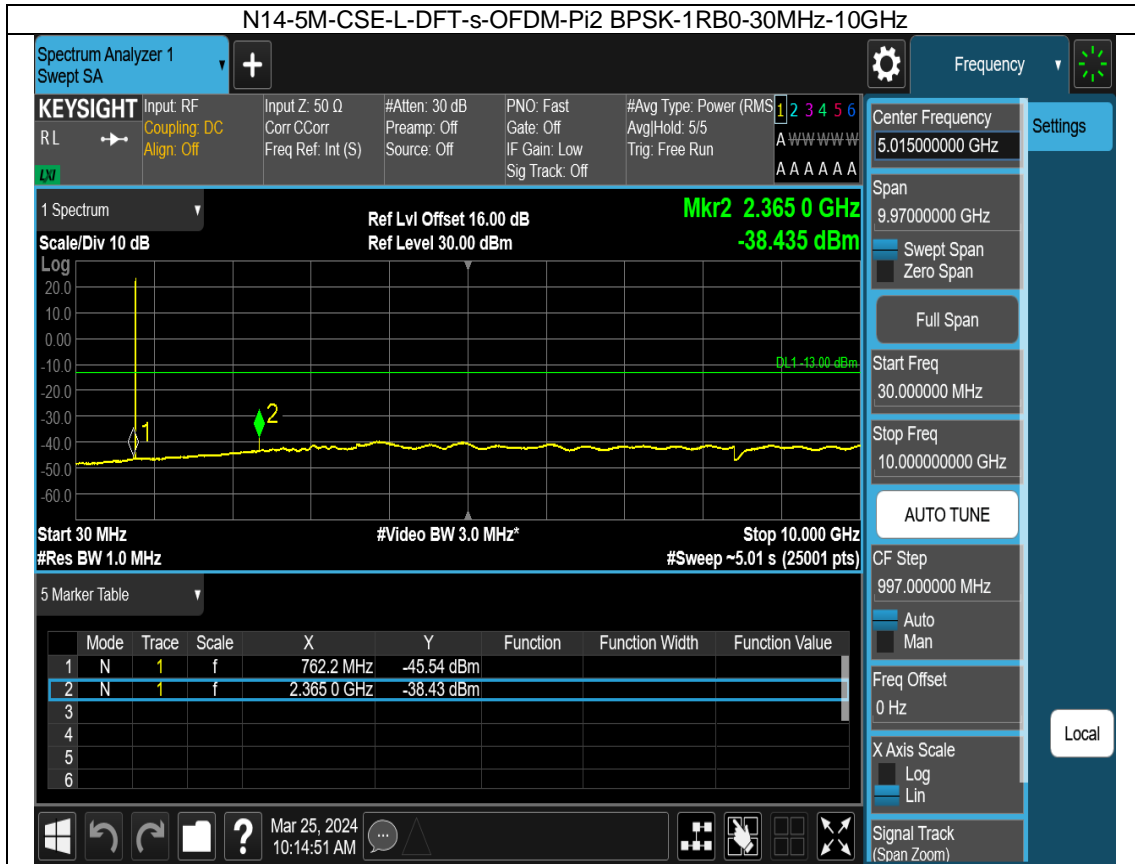 N14-5M-CSE-L-DFT-s-OFDM-Pi2 BPSK-1RB0-30MHz-10GHz
Spectrum Analyzer 1
Swept SA
+
Frequency
KEYSIGHT
RL
LXI
Input: RF
Coupling: DC
Align: Off
Input Z: 50 Ω
Corr CCorr
Freq Ref: Int (S)
#Atten: 30 dB
Preamp: Off
Source: Off
PNO: Fast
Gate: Off
IF Gain: Low
Sig Track: Off
#Avg Type: Power (RMS
Avg|Hold: 5/5
Trig: Free Run
1 2 3 4 5 6
A W W W W W
A A A A A A
1 Spectrum
Scale/Div 10 dB
Ref Lvl Offset 16.00 dB
Ref Level 30.00 dBm
Mkr2 2.365 0 GHz
-38.435 dBm
Log
20.0
10.0
0.00
-10.0
-20.0
-30.0
-40.0
-50.0
-60.0
DL1 -13.00 dBm
1
2
Start 30 MHz
#Video BW 3.0 MHz*
Stop 10.000 GHz
#Res BW 1.0 MHz
#Sweep ~5.01 s (25001 pts)
5 Marker Table
Mode Trace Scale X Y Function Function Width Function Value
1 N 1 f 762.2 MHz -45.54 dBm
2 N 1 f 2.365 0 GHz -38.43 dBm
3
4
5
6
Center Frequency
5.015000000 GHz
Settings
Span
9.97000000 GHz
Swept Span
Zero Span
Full Span
Start Freq
30.000000 MHz
Stop Freq
10.000000000 GHz
AUTO TUNE
CF Step
997.000000 MHz
Auto
Man
Freq Offset
0 Hz
Local
X Axis Scale
Log
Lin
Signal Track
(Span Zoom)
?
Mar 25, 2024
10:14:51 AM